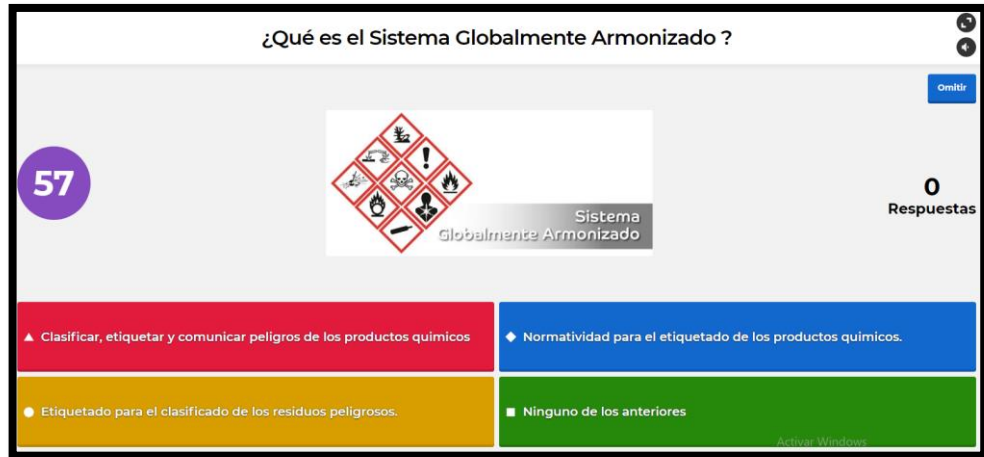 ¿Qué es el Sistema Globalmente Armonizado ?
Omitir
57
Sistema
Globalmente Armonizado
0
Respuestas
Clasificar, etiquetar y comunicar peligros de los productos quimicos
Normatividad para el etiquetado de los productos quimicos.
Etiquetado para el clasificado de los residuos peligrosos.
Ninguno de los anteriores
Activar Windows